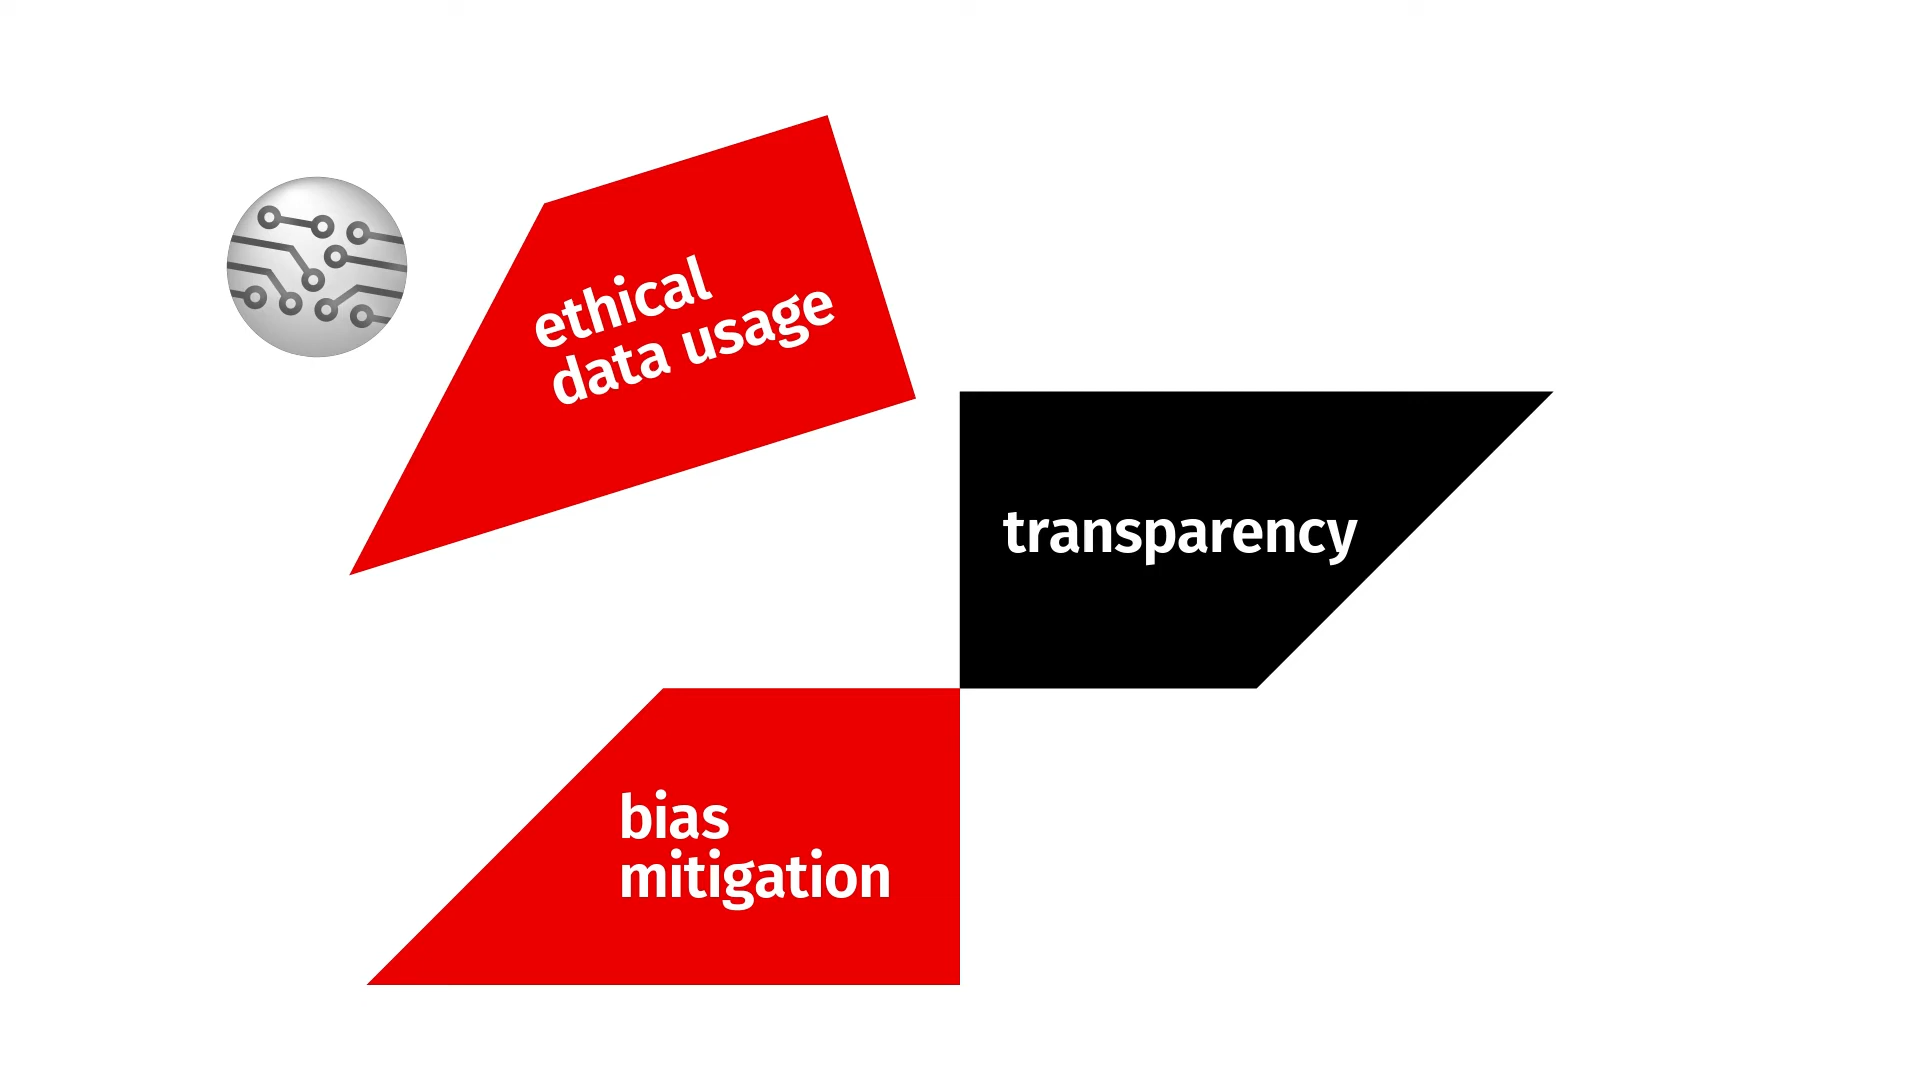 ethical
data usage
transparency
bias
mitigation